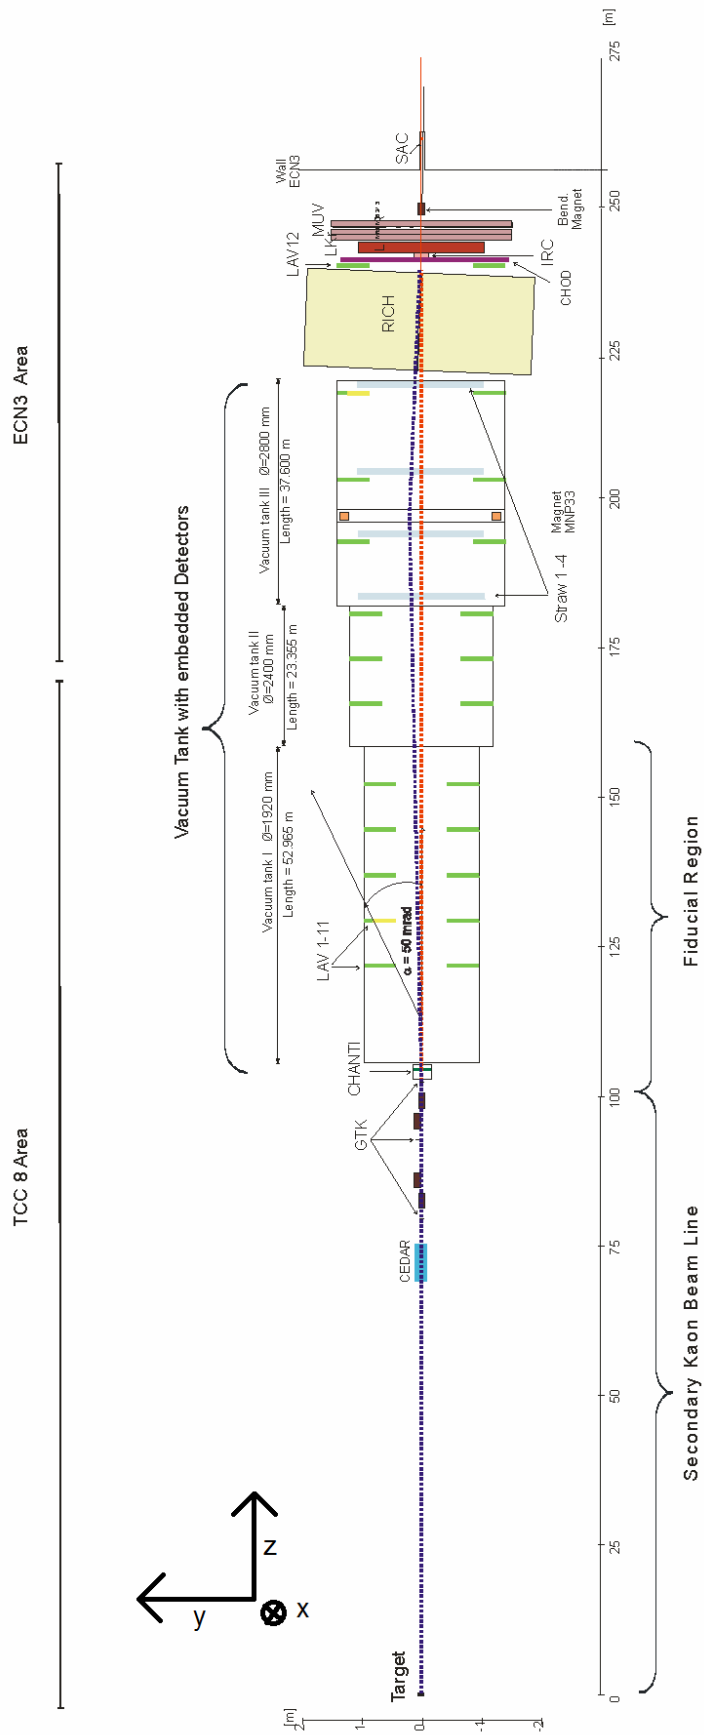 TCC 8 Area
ECN3 Area
Vacuum Tank with embedded Detectors
Vacuum tank I Ø=1920 mm
Length = 52.965 m
Vacuum tank II
Ø=2400 mm
Length = 23.355 m
Vacuum tank III Ø=2800 mm
Length = 37.600 m
Wall
ECN3
LAV12
MUV
SAC
RICH
LAV 1-11
α = 50 mrad
CHANTI
GTK
CEDAR
Target
y
z
x
IRC
CHOD
Bend.
Magnet
Magnet
MNP33
Straw 1 -4
[m]
2
1
0
-1
-2
0
25
50
75
100
125
150
175
200
225
250
275
[m]
Secondary Kaon Beam Line
Fiducial Region